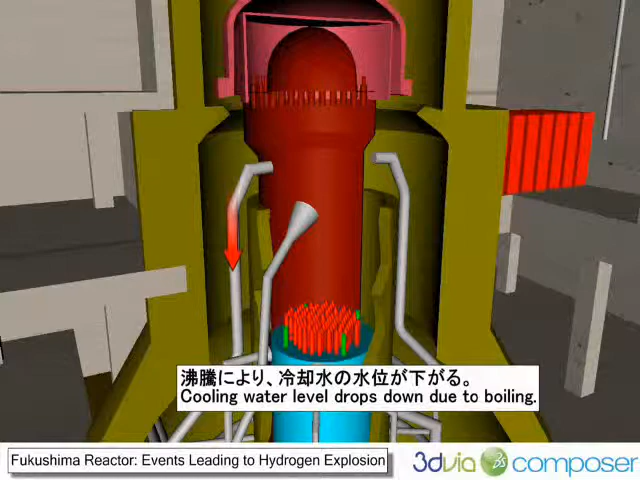 沸騰により、冷却水の水位が下がる。
Cooling water level drops down due to boiling.
Fukushima Reactor: Events Leading to Hydrogen Explosion
3dvia composer